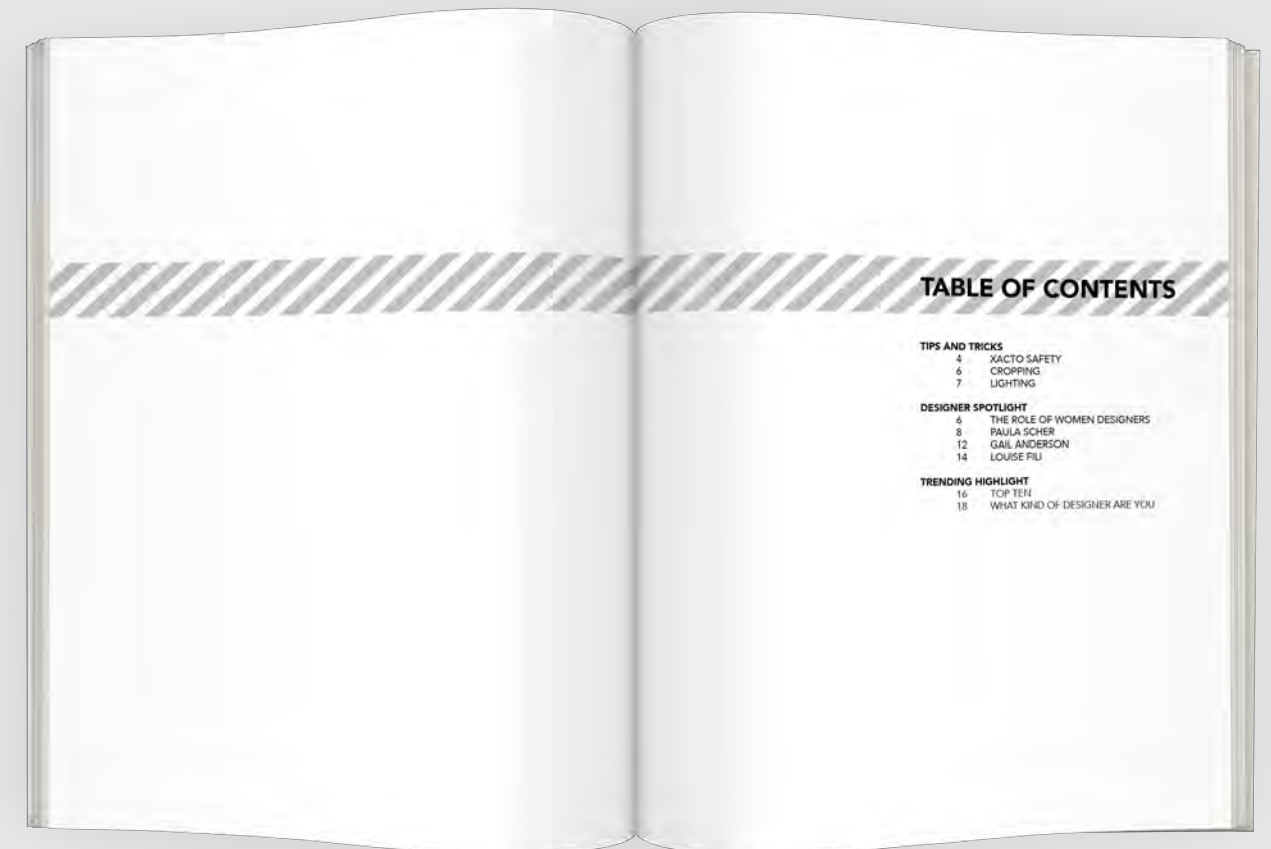 TABLE OF CONTENTS
TIPS AND TRICKS
4 XACTO SAFETY
6 CROPPING
7 LIGHTING
DESIGNER SPOTLIGHT
6 THE ROLE OF WOMEN DESIGNERS
8 PAULA SCHER
12 GAIL ANDERSON
14 LOUISE FILI
TRENDING HIGHLIGHT
16 TOP TEN
18 WHAT KIND OF DESIGNER ARE YOU